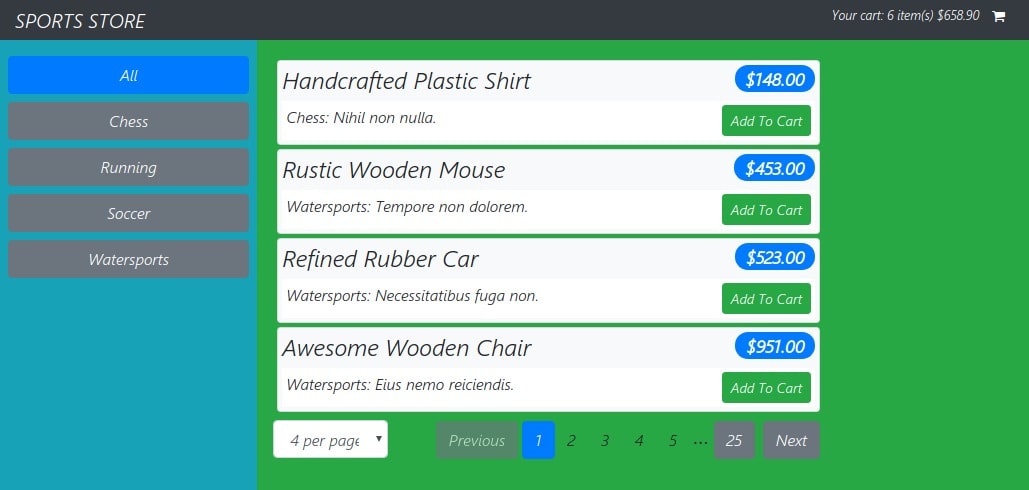 SPORTS STORE
Your cart: 6 item(s) $658.90
All
Chess
Running
Soccer
Watersports
Handcrafted Plastic Shirt $148.00
Chess: Nihil non nulla. Add To Cart
Rustic Wooden Mouse $453.00
Watersports: Tempore non dolorem. Add To Cart
Refined Rubber Car $523.00
Watersports: Necessitatibus fuga non. Add To Cart
Awesome Wooden Chair $951.00
Watersports: Eius nemo reiciendis. Add To Cart
4 per page Previous 1 2 3 4 5 ... 25 Next